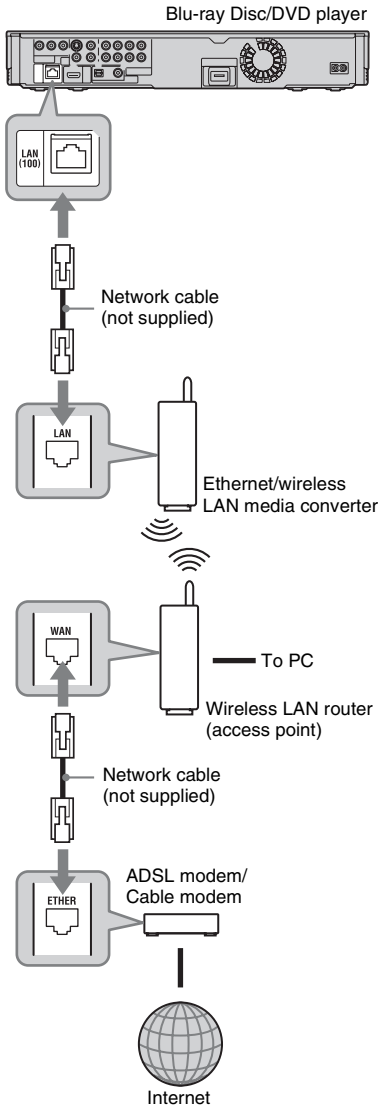 Blu-ray Disc/DVD player
LAN
(100)
Network cable
(not supplied)
LAN
Ethernet/wireless
LAN media converter
WAN
To PC
Wireless LAN router
(access point)
Network cable
(not supplied)
ADSL modem/
Cable modem
ETHER
Internet